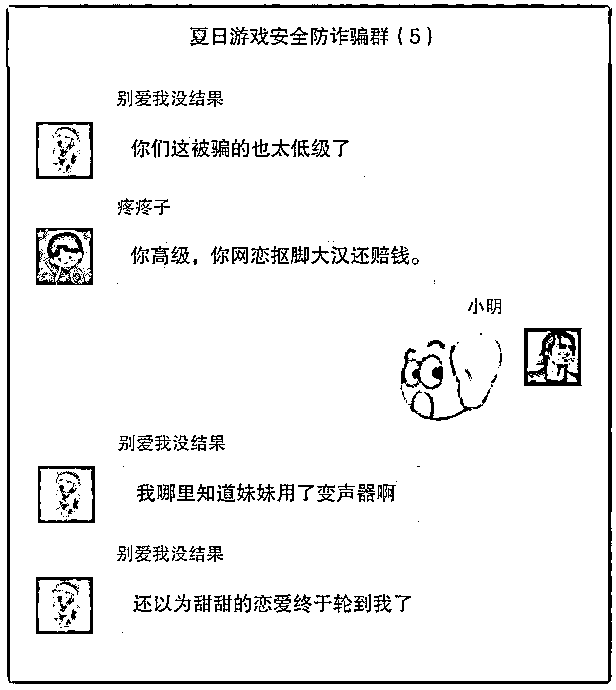 夏日游戏安全防诈骗群(5)
别爱我没结果
你们这被骗的也太低级了
疼疼子
你高级，你网恋抠脚大汉还赔钱。
小明
别爱我没结果
我哪里知道妹妹用了变声器啊
别爱我没结果
还以为甜甜的恋爱终于轮到我了